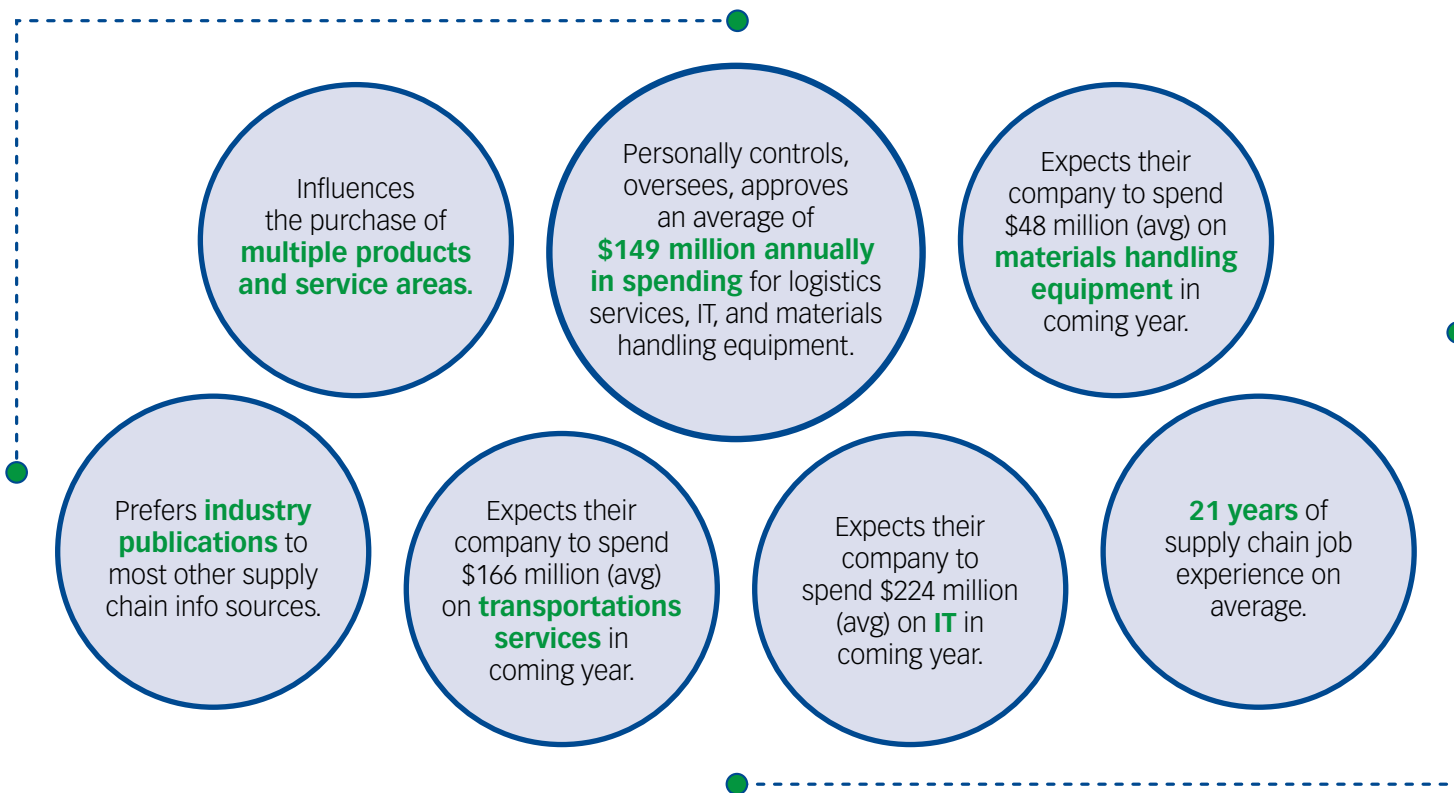 Influences
the purchase of
multiple products
and service areas.
Personally controls,
oversees, approves
an average of
$149 million annually
in spending for logistics
services, IT, and materials
handling equipment.
Expects their
company to spend
$48 million (avg) on
materials handling
equipment in
coming year.
Prefers industry
publications to
most other supply
chain info sources.
Expects their
company to spend
$166 million (avg)
on transportations
services in
coming year.
Expects their
company to
spend $224 million
(avg) on IT in
coming year.
21 years of
supply chain job
experience on
average.